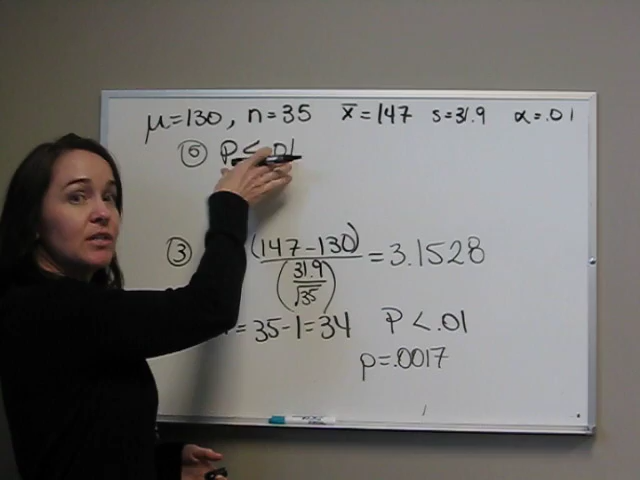 μ=130, n=35 x̄=147 s=31.9 α=.01
⑤ P ≤ .01
③ (147-130) / (31.9/√35) = 3.1528
= 35-1=34 P <.01
p=.0017